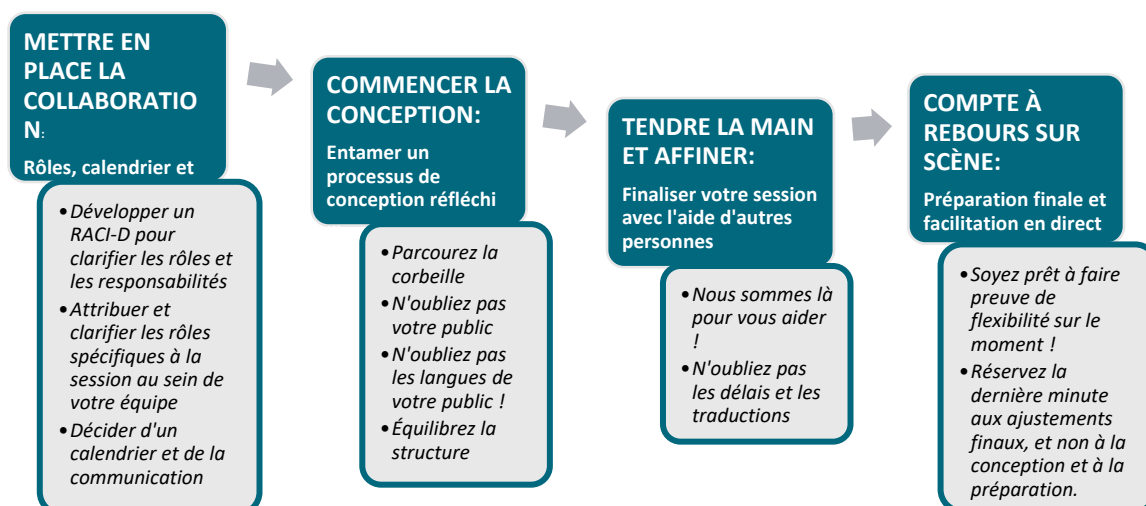 METTRE EN
PLACE LA
COLLABORATIO
N:
Rôles, calendrier et
•Développer un
RACI-D pour
clarifier les rôles et
les responsabilités
•Attribuer et
clarifier les rôles
spécifiques à la
session au sein de
votre équipe
•Décider d'un
calendrier et de la
communication
COMMENCER LA
CONCEPTION:
Entamer un
processus de
conception réfléchi
•Parcourez la
corbeille
•N'oubliez pas
votre public
•N'oubliez pas
les langues de
votre public !
•Équilibrez la
structure
TENDRE LA MAIN
ET AFFINER:
Finaliser votre session
avec l'aide d'autres
personnes
•Nous sommes là
pour vous aider
!
•N'oubliez pas
les délais et les
traductions
COMPTE À
REBOURS SUR
SCÈNE:
Préparation finale et
facilitation en direct
•Soyez prêt à faire
preuve de
flexibilité sur le
moment !
•Réservez la
dernière minute
aux ajustements
finaux, et non à la
conception et à la
préparation.